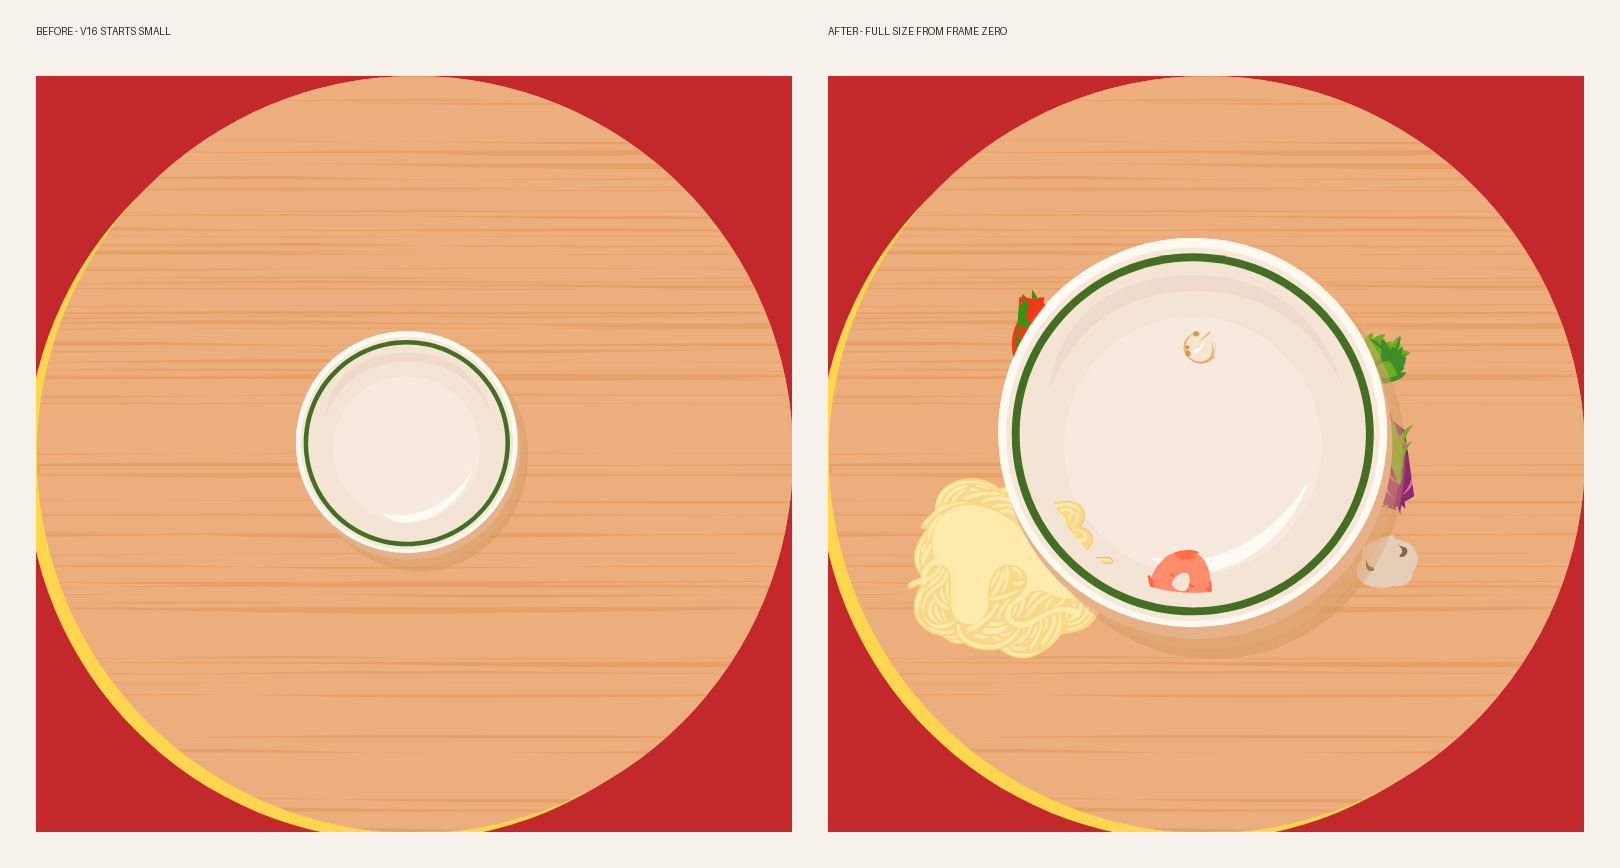 BEFORE - V16 STARTS SMALL
AFTER - FULL SIZE FROM FRAME ZERO